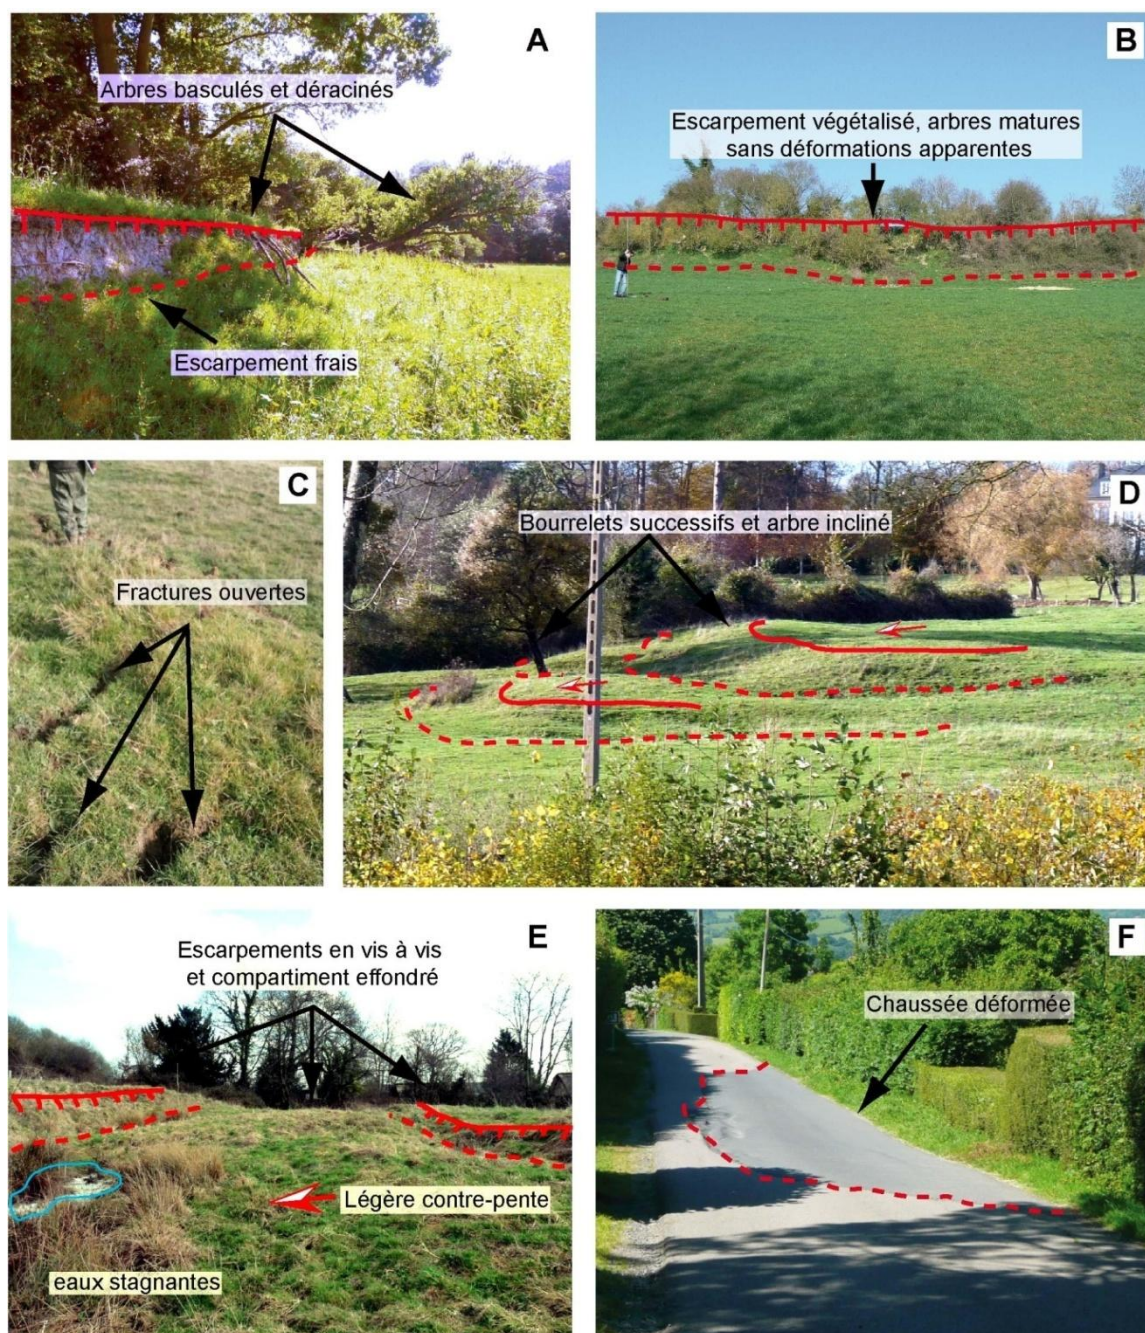 A
Arbres basculés et déracinés
Escarpement frais
B
Escarpement végétalisé, arbres matures
sans déformations apparentes
C
Fractures ouvertes
D
Bourrelets successifs et arbre incliné
E
Escarpements en vis à vis
et compartiment effondré
Légère contre-pente
eaux stagnantes
F
Chaussée déformée